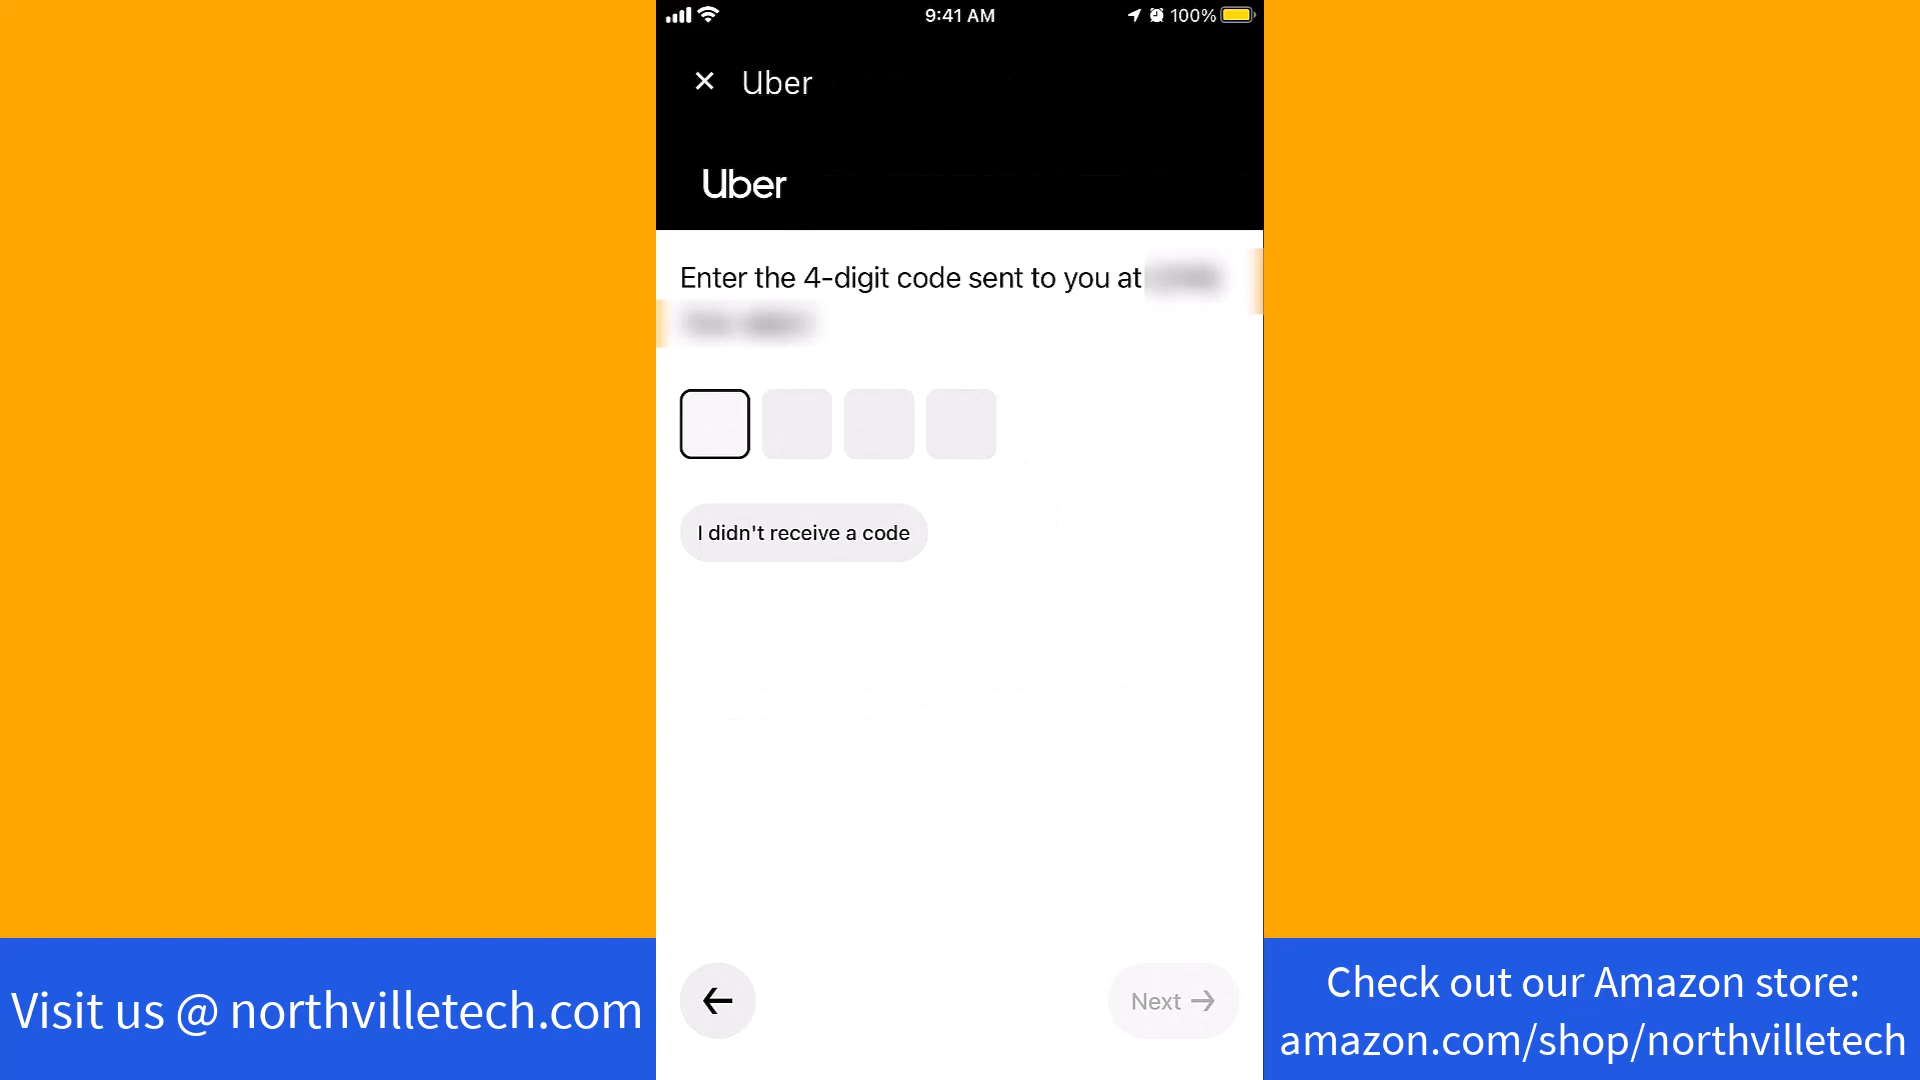 9:41 AM
100%
Uber
Uber
Enter the 4-digit code sent to you at
I didn't receive a code
Next
Visit us @ northvilletech.com
Check out our Amazon store:
amazon.com/shop/northvilletech